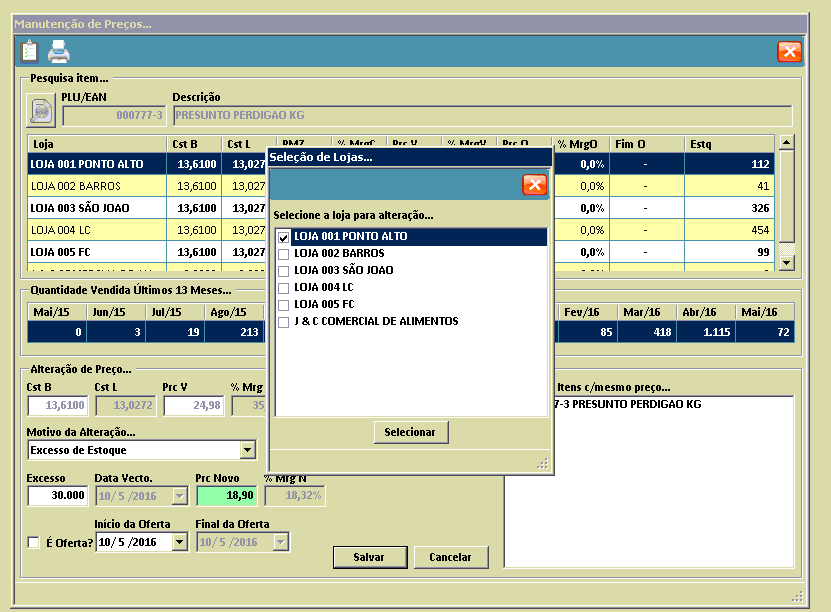 Manutenção de Preços...
Pesquisa item...
PLU/EAN Descrição
000777-3 PRESUNTO PERDIGAO KG
Loja Cst B Cst L PMZ % MrgC Prc V % MrgV Prc O % MrgO Fim O Estq
LOJA 001 PONTO ALTO 13,6100 13,027 0,0% - 112
LOJA 002 BARROS 13,6100 13,027 0,0% - 41
LOJA 003 SÃO JOAO 13,6100 13,027 0,0% - 326
LOJA 004 LC 13,6100 13,027 0,0% - 454
LOJA 005 FC 13,6100 13,027 0,0% - 99
Seleção de Lojas...
Selecione a loja para alteração...
LOJA 001 PONTO ALTO
LOJA 002 BARROS
LOJA 003 SÃO JOAO
LOJA 004 LC
LOJA 005 FC
J & C COMERCIAL DE ALIMENTOS
Selecionar
Quantidade Vendida Últimos 13 Meses...
Mai/15 Jun/15 Jul/15 Ago/15 Fev/16 Mar/16 Abr/16 Mai/16
0 3 19 213 85 418 1.115 72
Alteração de Preço...
Cst B Cst L Prc V % Mrg
13,6100 13,0272 24,98 35,
Motivo da Alteração...
Excesso de Estoque
Excesso Data Vecto. Prc Novo % Mrg N
30.000 10/ 5 /2016 18,90 18,32%
Início da Oferta Final da Oferta
É Oferta? 10/ 5 /2016 10/ 5 /2016
Itens c/mesmo preço...
7-3 PRESUNTO PERDIGAO KG
Salvar Cancelar